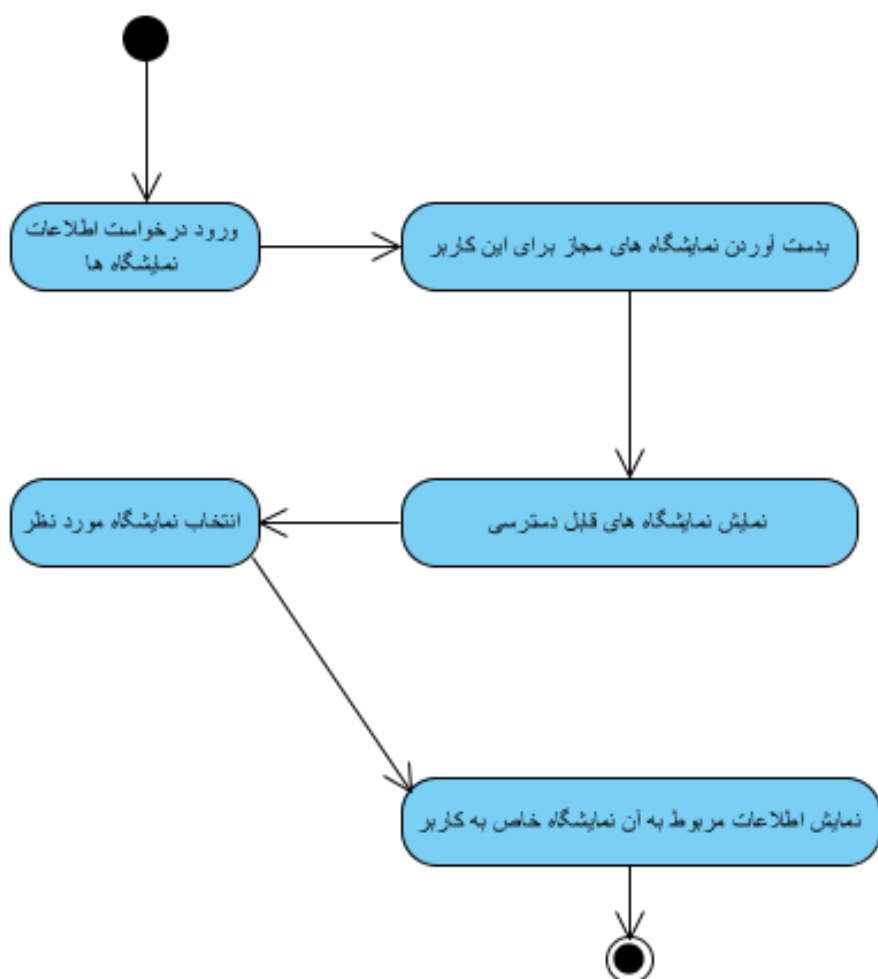 ورود درخواست اطلاعات
نمایشگاه ها
بدست آوردن نمایشگاه های مجاز برای این کاربر
نمایش نمایشگاه های قابل دسترسی
انتخاب نمایشگاه مورد نظر
نمایش اطلاعات مربوط به آن نمایشگاه خاص به کاربر